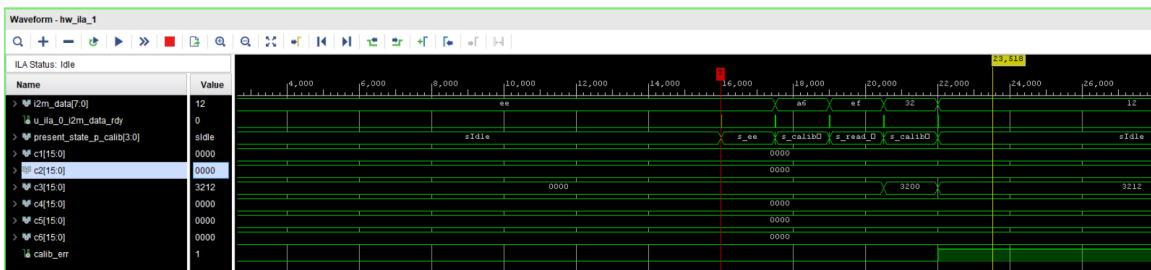 Waveform - hw_ila_1
ILA Status: Idle
Name Value
23,518
T
4,000 6,000 8,000 10,000 12,000 14,000 16,000 18,000 20,000 22,000 24,000 26,000
i2m_data[7:0] 12 ee a6 ef 32 12
u_ila_0_i2m_data_rdy 0
present_state_p_calib[3:0] sIdle sIdle s_ee s_calib0 s_read_0 s_calib0 sIdle
c1[15:0] 0000 0000
c2[15:0] 0000 0000
c3[15:0] 3212 0000 3200 3212
c4[15:0] 0000 0000
c5[15:0] 0000 0000
c6[15:0] 0000 0000
calib_err 1